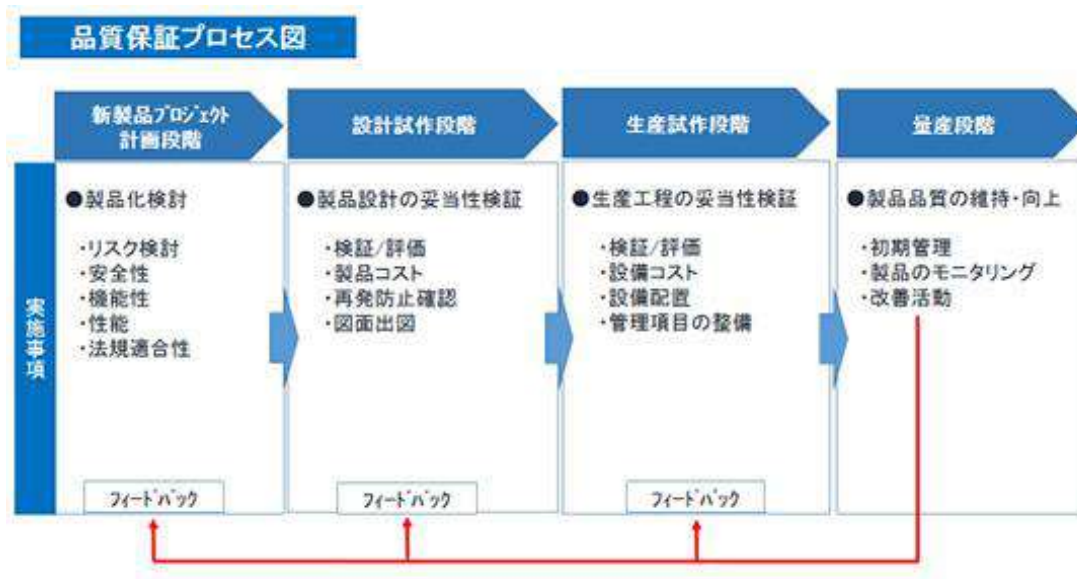 品質保証プロセス図
新製品ﾌﾟﾛｼﾞｪｸﾄ
計画段階
設計試作段階
生産試作段階
量産段階
実施事項
●製品化検討
・リスク検討
・安全性
・機能性
・性能
・法規適合性
フィードﾞﾊﾞｯｸ
●製品設計の妥当性検証
・検証/評価
・製品コスト
・再発防止確認
・図面出図
フィードﾞﾊﾞｯｸ
●生産工程の妥当性検証
・検証/評価
・設備コスト
・設備配置
・管理項目の整備
フィードﾞﾊﾞｯｸ
●製品品質の維持・向上
・初期管理
・製品のモニタリング
・改善活動